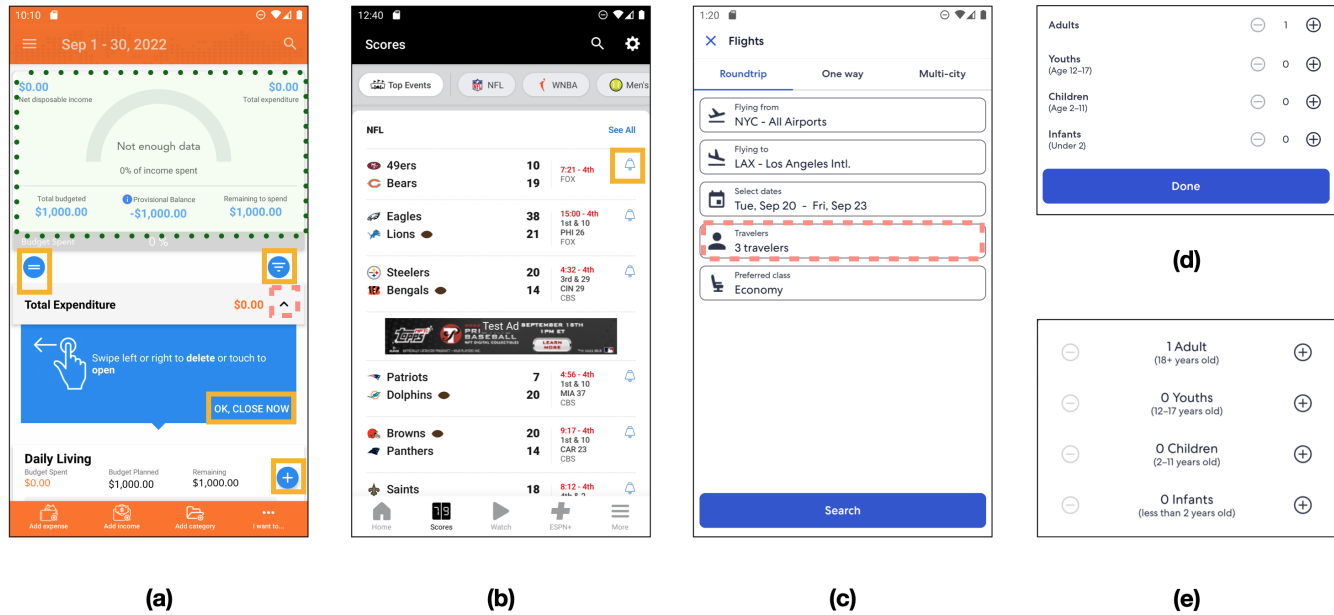 10:10
Sep 1 - 30, 2022
$0.00
$0.00
Net disposable income
Total expenditure
Not enough data
0% of income spent
Total budgeted
Provisional Balance
Remaining to spend
$1,000.00
-$1,000.00
$1,000.00
Budget Spent
0 %
Total Expenditure
$0.00
Swipe left or right to delete or touch to
open
OK, CLOSE NOW
Daily Living
Budget Spent
Budget Planned
Remaining
$0.00
$1,000.00
$1,000.00
Add expense
Add income
Add category
I want to...
(a)
12:40
Scores
Top Events
NFL
WNBA
Men's
NFL
See All
49ers
10
7:21 - 4th
Bears
19
FOX
Eagles
38
15:00 - 4th
1st & 10
Lions
21
PHI 26
FOX
Steelers
20
4:32 - 4th
3rd & 29
Bengals
14
CIN 29
CBS
Topps
Test Ad
BASEBALL
SEPTEMBER 15TH
1PM ET
LEARN
MORE
Patriots
7
4:56 - 4th
1st & 10
Dolphins
20
MIA 37
CBS
Browns
20
9:17 - 4th
1st & 10
Panthers
14
CAR 23
CBS
Saints
18
8:12 - 4th
Home
Scores
Watch
ESPN+
More
(b)
1:20
Flights
Roundtrip
One way
Multi-city
Flying from
NYC - All Airports
Flying to
LAX - Los Angeles Intl.
Select dates
Tue, Sep 20 - Fri, Sep 23
Travelers
3 travelers
Preferred class
Economy
Search
(c)
Adults
1
Youths
(Age 12-17)
0
Children
(Age 2-11)
0
Infants
(Under 2)
0
Done
(d)
1 Adult
(18+ years old)
0 Youths
(12-17 years old)
0 Children
(2-11 years old)
0 Infants
(less than 2 years old)
(e)